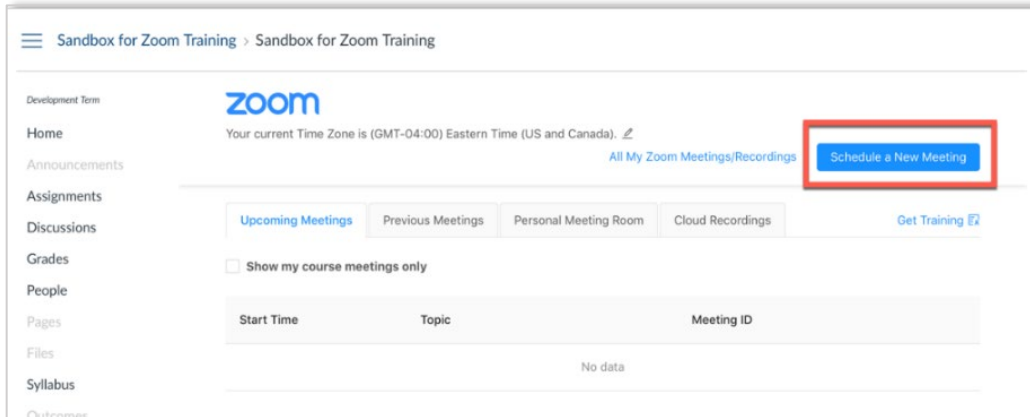 Sandbox for Zoom Training > Sandbox for Zoom Training
Development Term
Home
Announcements
Assignments
Discussions
Grades
People
Pages
Files
Syllabus
Outcomes
zoom
Your current Time Zone is (GMT-04:00) Eastern Time (US and Canada).
All My Zoom Meetings/Recordings
Schedule a New Meeting
Upcoming Meetings Previous Meetings Personal Meeting Room Cloud Recordings Get Training
Show my course meetings only
Start Time Topic Meeting ID
No data